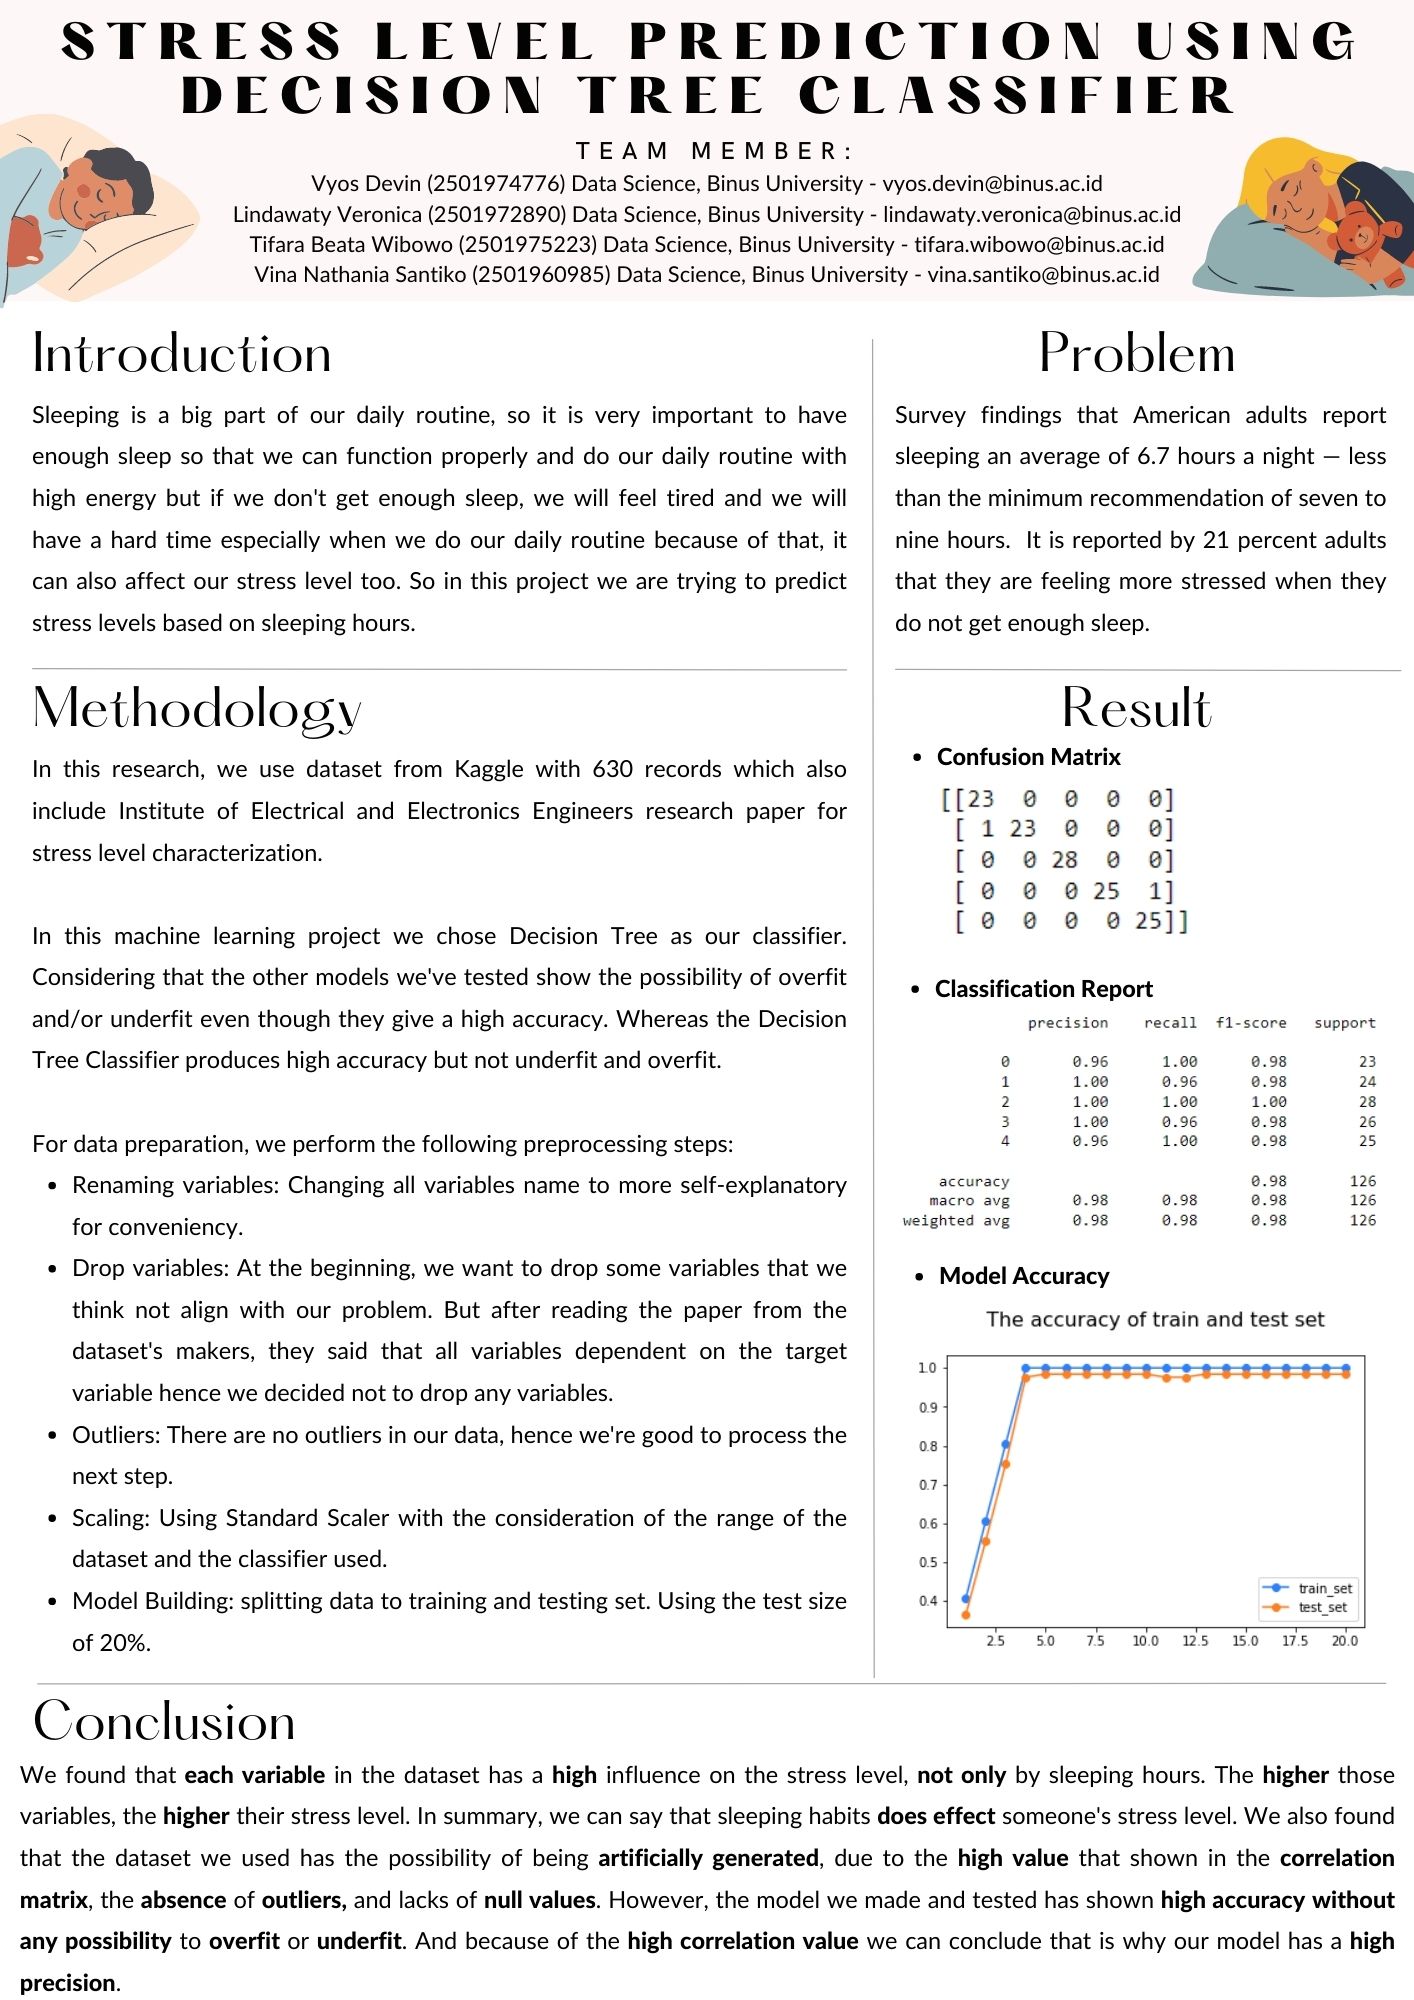 STRESS LEVEL PREDICTION USING
DECISION TREE CLASSIFIER
TEAM MEMBER:
Vyos Devin (2501974776) Data Science, Binus University - vyos.devin@binus.ac.id
Lindawaty Veronica (2501972890) Data Science, Binus University - lindawaty.veronica@binus.ac.id
Tifara Beata Wibowo (2501975223) Data Science, Binus University - tifara.wibowo@binus.ac.id
Vina Nathania Santiko (2501960985) Data Science, Binus University - vina.santiko@binus.ac.id
Introduction
Sleeping is a big part of our daily routine, so it is very important to have
enough sleep so that we can function properly and do our daily routine with
high energy but if we don't get enough sleep, we will feel tired and we will
have a hard time especially when we do our daily routine because of that, it
can also affect our stress level too. So in this project we are trying to predict
stress levels based on sleeping hours.
Problem
Survey findings that American adults report
sleeping an average of 6.7 hours a night — less
than the minimum recommendation of seven to
nine hours.  It is reported by 21 percent adults
that they are feeling more stressed when they
do not get enough sleep.
Methodology
In this research, we use dataset from Kaggle with 630 records which also
include Institute of Electrical and Electronics Engineers research paper for
stress level characterization.
In this machine learning project we chose Decision Tree as our classifier.
Considering that the other models we've tested show the possibility of overfit
and/or underfit even though they give a high accuracy. Whereas the Decision
Tree Classifier produces high accuracy but not underfit and overfit.
For data preparation, we perform the following preprocessing steps:
• Renaming variables: Changing all variables name to more self-explanatory
for conveniency.
• Drop variables: At the beginning, we want to drop some variables that we
think not align with our problem. But after reading the paper from the
dataset's makers, they said that all variables dependent on the target
variable hence we decided not to drop any variables.
• Outliers: There are no outliers in our data, hence we're good to process the
next step.
• Scaling: Using Standard Scaler with the consideration of the range of the
dataset and the classifier used.
• Model Building: splitting data to training and testing set. Using the test size
of 20%.
Result
• Confusion Matrix
[[23 0 0 0 0]
[ 1 23 0 0 0]
[ 0 0 28 0 0]
[ 0 0 0 25 1]
[ 0 0 0 0 25]]
• Classification Report
precision recall f1-score support
0 0.96 1.00 0.98 23
1 1.00 0.96 0.98 24
2 1.00 1.00 1.00 28
3 1.00 0.96 0.98 26
4 0.96 1.00 0.98 25
accuracy 0.98 126
macro avg 0.98 0.98 0.98 126
weighted avg 0.98 0.98 0.98 126
• Model Accuracy
The accuracy of train and test set
1.0
0.9
0.8
0.7
0.6
0.5
0.4
train_set
test_set
2.5 5.0 7.5 10.0 12.5 15.0 17.5 20.0
Conclusion
We found that each variable in the dataset has a high influence on the stress level, not only by sleeping hours. The higher those
variables, the higher their stress level. In summary, we can say that sleeping habits does effect someone's stress level. We also found
that the dataset we used has the possibility of being artificially generated, due to the high value that shown in the correlation
matrix, the absence of outliers, and lacks of null values. However, the model we made and tested has shown high accuracy without
any possibility to overfit or underfit. And because of the high correlation value we can conclude that is why our model has a high
precision.